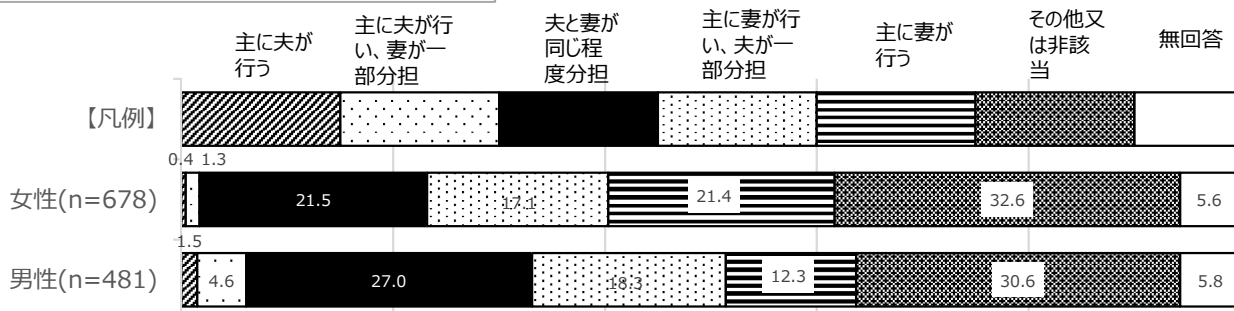 主に夫が
行う
主に夫が行
い、妻が一
部分担
夫と妻が
同じ程
度分担
主に妻が行
い、夫が一
部分担
主に妻が
行う
その他又
は非該
当
無回答
【凡例】
0.4 1.3
女性(n=678)
21.5
17.1
21.4
32.6
5.6
1.5
男性(n=481)
4.6
27.0
18.3
12.3
30.6
5.8